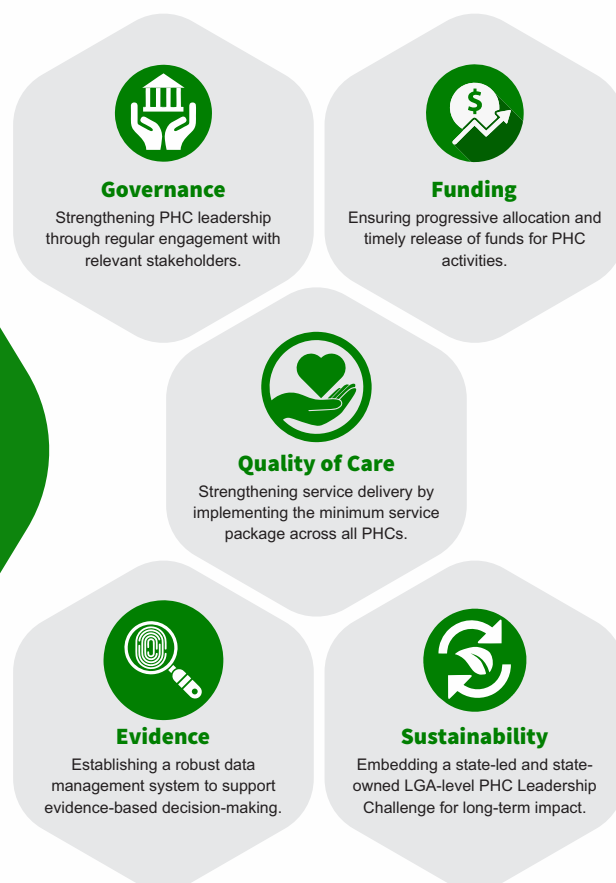 Governance
Strengthening PHC leadership
through regular engagement with
relevant stakeholders.
$
Funding
Ensuring progressive allocation and
timely release of funds for PHC
activities.
Quality of Care
Strengthening service delivery by
implementing the minimum service
package across all PHCs.
Evidence
Establishing a robust data
management system to support
evidence-based decision-making.
Sustainability
Embedding a state-led and state-
owned LGA-level PHC Leadership
Challenge for long-term impact.